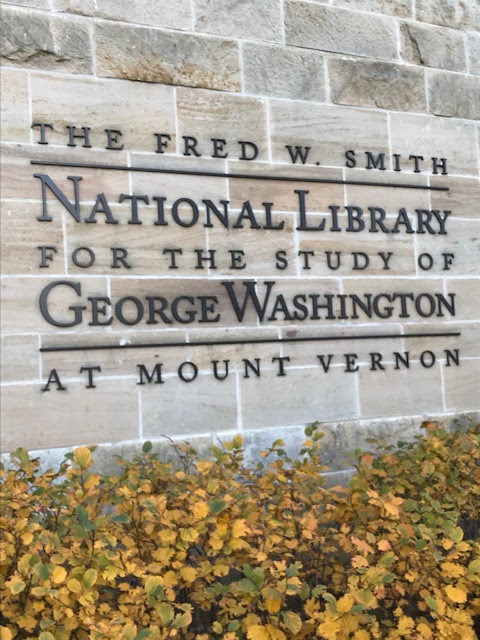 THE FRED W. SMITH
NATIONAL LIBRARY
FOR THE STUDY OF
GEORGE WASHINGTON
AT MOUNT VERNON